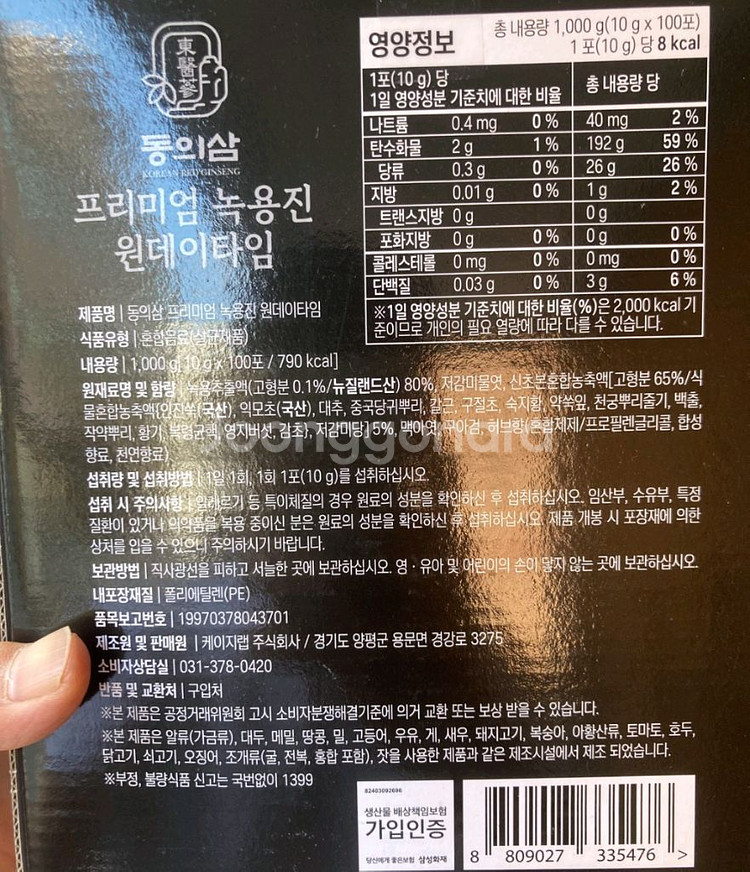 東醫蔘
동의삼
KOREAN RED GINSENG
프리미엄 녹용진
원데이타임
영양정보
총 내용량 1,000 g(10 g x 100포)
1 포(10 g) 당 8 kcal
1포(10 g) 당
1일 영양성분 기준치에 대한 비율
총 내용량 당
나트륨 0.4 mg 0 % 40 mg 2 %
탄수화물 2 g 1 % 192 g 59 %
당류 0.3 g 0 % 26 g 26 %
지방 0.01 g 0 % 1 g 2 %
트랜스지방 0 g 0 g
포화지방 0 g 0 % 0 g 0 %
콜레스테롤 0 mg 0 % 0 mg 0 %
단백질 0.03 g 0 % 3 g 6 %
※1일 영양성분 기준치에 대한 비율(%)은 2,000 kcal 기
준이므로 개인의 필요 열량에 따라 다를 수 있습니다.
제품명 | 동의삼 프리미엄 녹용진 원데이타임
식품유형 | 혼합음료(살균제품)
내용량 | 1,000 g[10 g x 100포 / 790 kcal]
원재료명 및 함량 | 녹용추출액(고형분 0.1%/뉴질랜드산) 80%, 저감미물엿, 신초본혼합농축액[고형분 65%/식
물혼합농축액{인진쑥(국산), 익모초(국산), 대추, 중국당귀뿌리, 갈근, 구절초, 숙지황, 약쑥잎, 천궁뿌리줄기, 백출,
작약뿌리, 황기, 복령균핵, 영지버섯, 감초}, 저감미당] 5%, 맥아엿, 쿠아검, 허브향(혼합제제/프로필렌글리콜, 합성
향료, 천연향료)
섭취량 및 섭취방법 | 1일 1회, 1회 1포(10 g)를 섭취하십시오.
섭취 시 주의사항 | 알레르기 등 특이체질의 경우 원료의 성분을 확인하신 후 섭취하십시오. 임산부, 수유부, 특정
질환이 있거나 의약품을 복용 중이신 분은 원료의 성분을 확인하신 후 섭취하십시오. 제품 개봉 시 포장재에 의한
상처를 입을 수 있으니 주의하시기 바랍니다.
보관방법 | 직사광선을 피하고 서늘한 곳에 보관하십시오. 영·유아 및 어린이의 손이 닿지 않는 곳에 보관하십시오.
내포장재질 | 폴리에틸렌(PE)
품목보고번호 | 19970378043701
제조원 및 판매원 | 케이지랩 주식회사 / 경기도 양평군 용문면 경강로 3275
소비자상담실 | 031-378-0420
반품 및 교환처 | 구입처
※본 제품은 공정거래위원회 고시 소비자분쟁해결기준에 의거 교환 또는 보상 받을 수 있습니다.
※본 제품은 알류(가금류), 대두, 메밀, 땅콩, 밀, 고등어, 우유, 게, 새우, 돼지고기, 복숭아, 아황산류, 토마토, 호두,
닭고기, 쇠고기, 오징어, 조개류(굴, 전복, 홍합 포함), 잣을 사용한 제품과 같은 제조시설에서 제조 되었습니다.
※부정, 불량식품 신고는 국번없이 1399
82403092696
생산물 배상책임보험
가입인증
당신에게 좋은보험 삼성화재
8 809027 335476 >